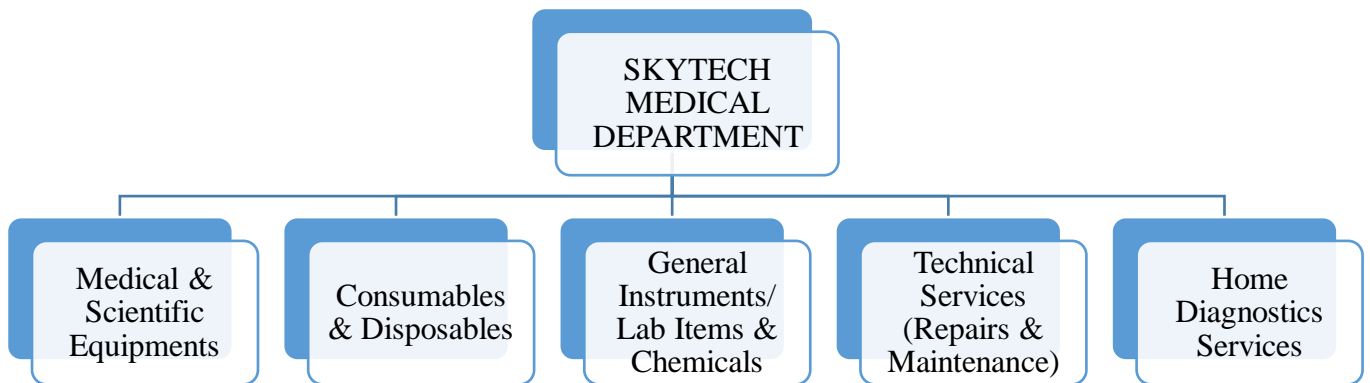 SKYTECH
MEDICAL
DEPARTMENT
Medical &
Scientific
Equipments
Consumables
& Disposables
General
Instruments/
Lab Items &
Chemicals
Technical
Services
(Repairs &
Maintenance)
Home
Diagnostics
Services